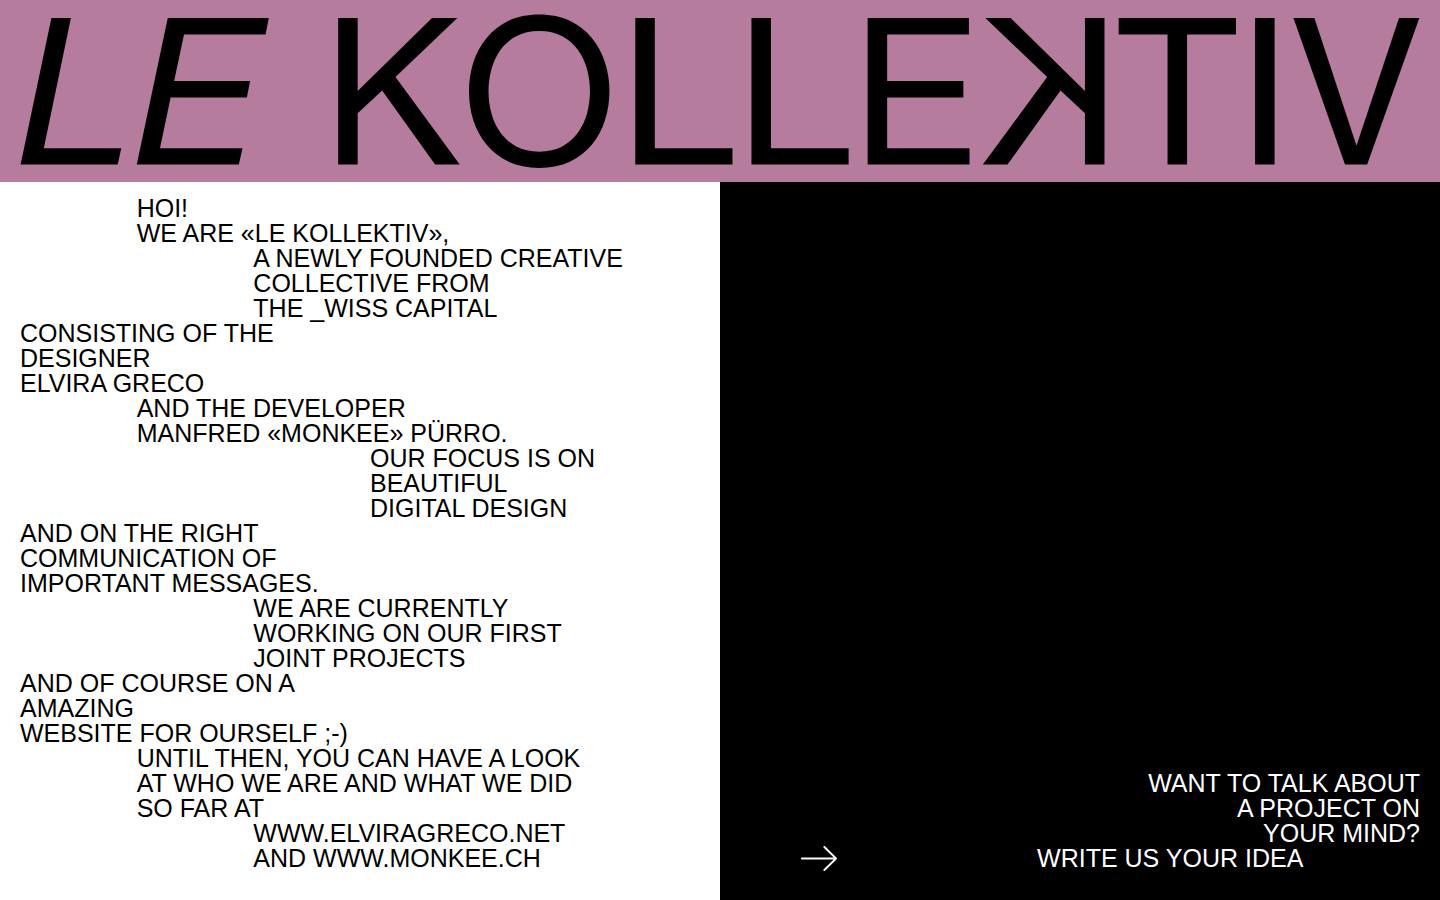 LE KOLLEKTIV
HOI!
WE ARE «LE KOLLEKTIV»,
A NEWLY FOUNDED CREATIVE
COLLECTIVE FROM
THE _WISS CAPITAL
CONSISTING OF THE
DESIGNER
ELVIRA GRECO
AND THE DEVELOPER
MANFRED «MONKEE» PÜRRO.
OUR FOCUS IS ON
BEAUTIFUL
DIGITAL DESIGN
AND ON THE RIGHT
COMMUNICATION OF
IMPORTANT MESSAGES.
WE ARE CURRENTLY
WORKING ON OUR FIRST
JOINT PROJECTS
AND OF COURSE ON A
AMAZING
WEBSITE FOR OURSELF ;-)
UNTIL THEN, YOU CAN HAVE A LOOK
AT WHO WE ARE AND WHAT WE DID
SO FAR AT
WWW.ELVIRAGRECO.NET
AND WWW.MONKEE.CH
WANT TO TALK ABOUT
A PROJECT ON
YOUR MIND?
WRITE US YOUR IDEA